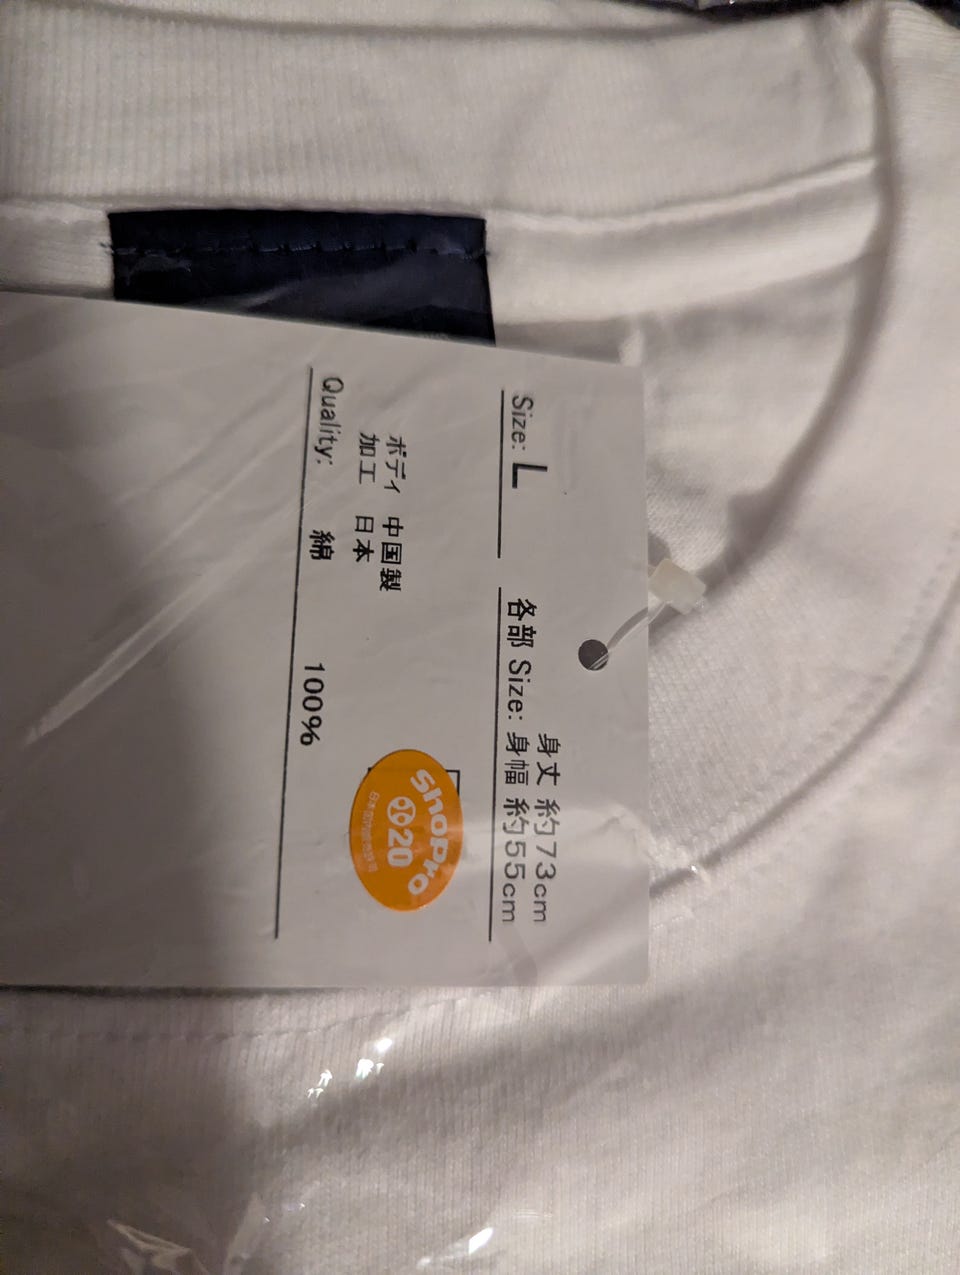 Size: L
各部 Size:
身丈 約73cm
身幅 約55cm
ボディ 中国製
加工 日本
Quality: 綿 100%
ShoPro
20